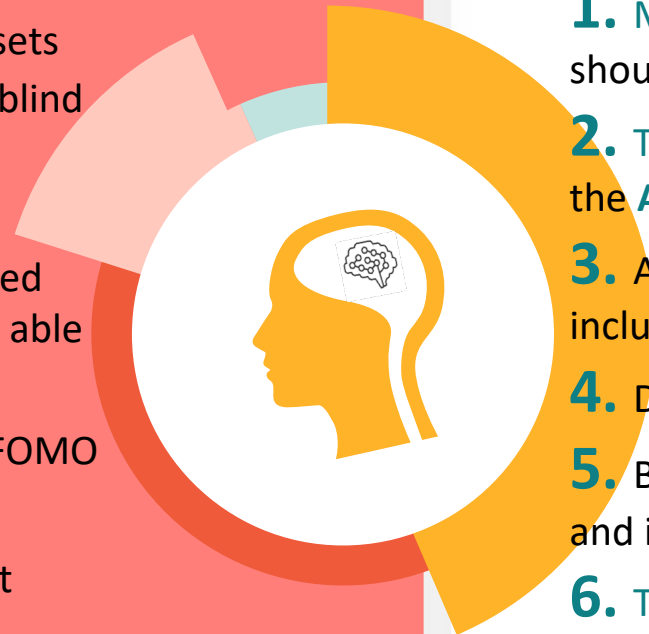 sets
blind
ed
able
FOMO
t
1.
shou
2. T
the A
3. A
inclu
4. D
5. B
and i
6. T